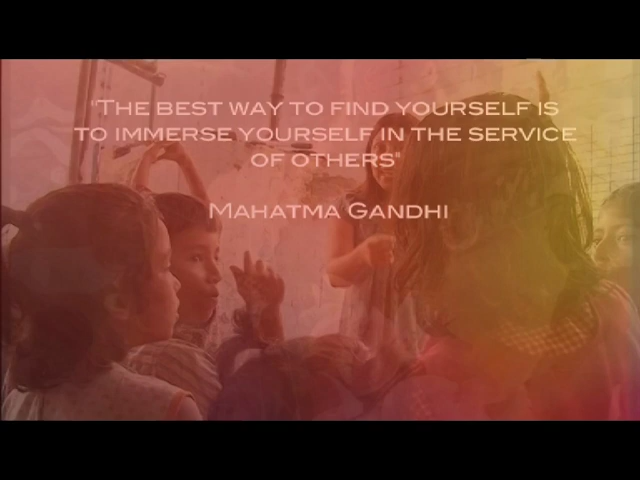 "The best way to find yourself is
to immerse yourself in the service
of others"
Mahatma Gandhi